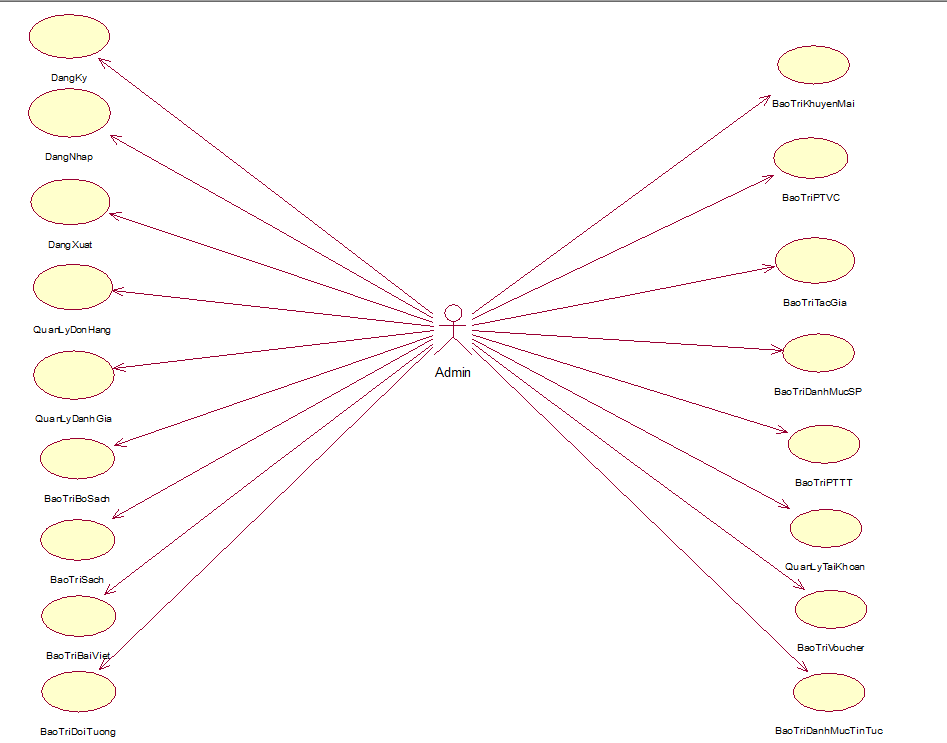 DangKy
DangNhap
DangXuat
QuanLyDonHang
QuanLyDanhGia
BaoTriBoSach
BaoTriSach
BaoTriBaiViet
BaoTriDoiTuong
Admin
BaoTriKhuyenMai
BaoTriPTVC
BaoTriTacGia
BaoTriDanhMucSP
BaoTriPTTT
QuanLyTaiKhoan
BaoTriVoucher
BaoTriDanhMucTinTuc